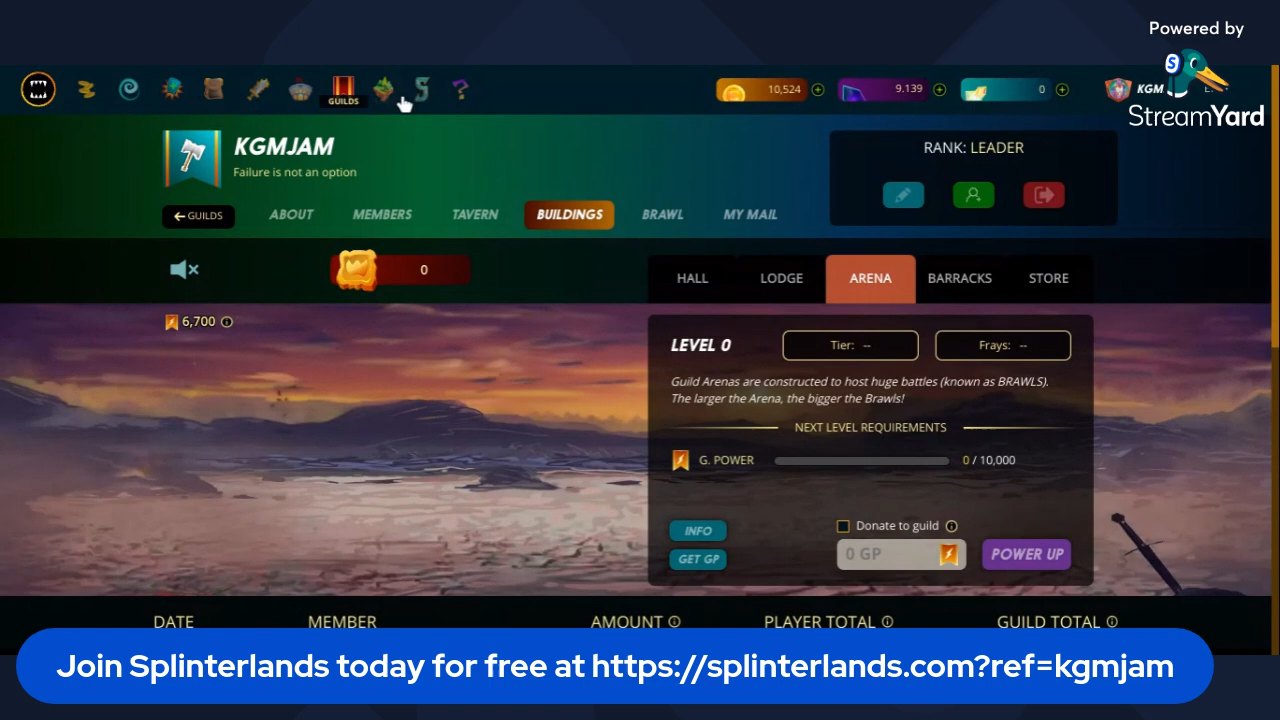 Powered by
StreamYard
GUILDS
10,524
9.139
0
KGM
KGMJAM
Failure is not an option
RANK: LEADER
GUILDS
ABOUT
MEMBERS
TAVERN
BUILDINGS
BRAWL
MY MAIL
0
HALL
LODGE
ARENA
BARRACKS
STORE
6,700
LEVEL 0
Tier: --
Frays: --
Guild Arenas are constructed to host huge battles (known as BRAWLS).
The larger the Arena, the bigger the Brawls!
NEXT LEVEL REQUIREMENTS
G. POWER
0 / 10,000
INFO
Donate to guild
GET GP
0 GP
POWER UP
DATE
MEMBER
AMOUNT
PLAYER TOTAL
GUILD TOTAL
Join Splinterlands today for free at https://splinterlands.com?ref=kgmjam